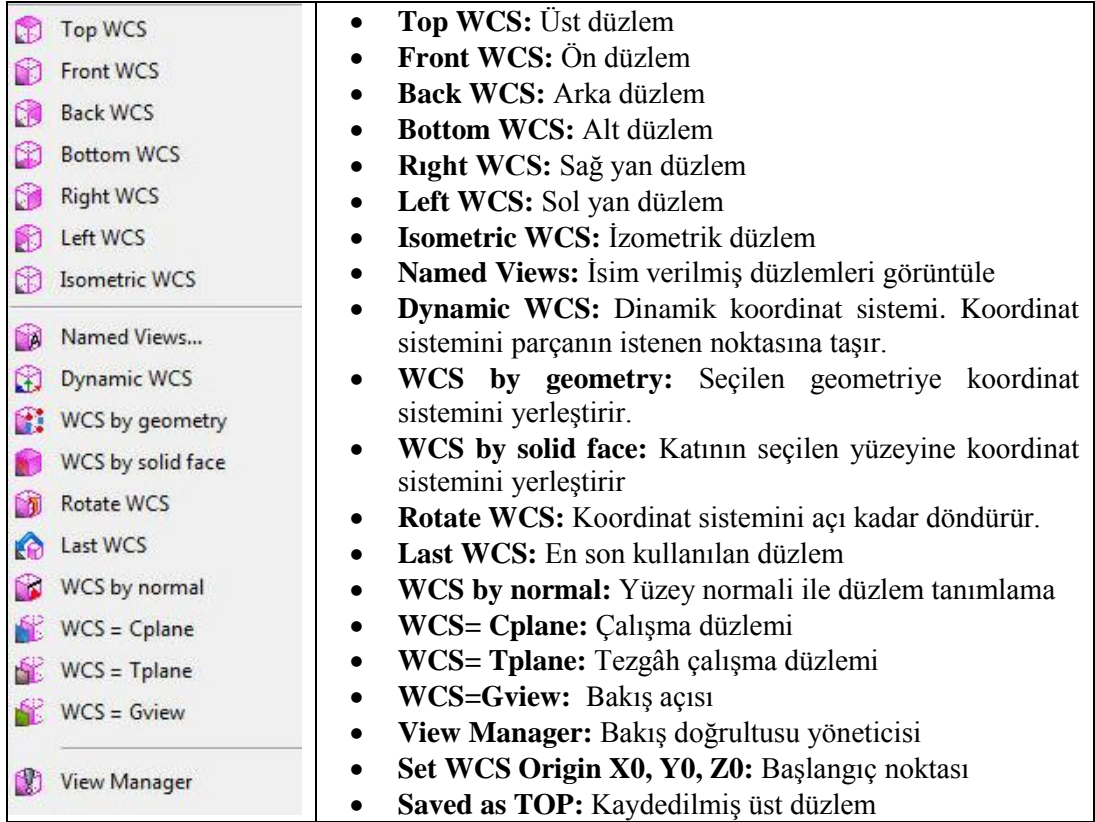 Top WCS
Front WCS
Back WCS
Bottom WCS
Right WCS
Left WCS
Isometric WCS
Named Views...
Dynamic WCS
WCS by geometry
WCS by solid face
Rotate WCS
Last WCS
WCS by normal
WCS = Cplane
WCS = Tplane
WCS = Gview
View Manager
• Top WCS: Üst düzlem
• Front WCS: Ön düzlem
• Back WCS: Arka düzlem
• Bottom WCS: Alt düzlem
• Rıght WCS: Sağ yan düzlem
• Left WCS: Sol yan düzlem
• Isometric WCS: İzometrik düzlem
• Named Views: İsim verilmiş düzlemleri görüntüle
• Dynamic WCS: Dinamik koordinat sistemi. Koordinat
sistemini parçanın istenen noktasına taşır.
• WCS by geometry: Seçilen geometriye koordinat
sistemini yerleştirir.
• WCS by solid face: Katının seçilen yüzeyine koordinat
sistemini yerleştirir
• Rotate WCS: Koordinat sistemini açı kadar döndürür.
• Last WCS: En son kullanılan düzlem
• WCS by normal: Yüzey normali ile düzlem tanımlama
• WCS= Cplane: Çalışma düzlemi
• WCS= Tplane: Tezgâh çalışma düzlemi
• WCS=Gview: Bakış açısı
• View Manager: Bakış doğrultusu yöneticisi
• Set WCS Origin X0, Y0, Z0: Başlangıç noktası
• Saved as TOP: Kaydedilmiş üst düzlem